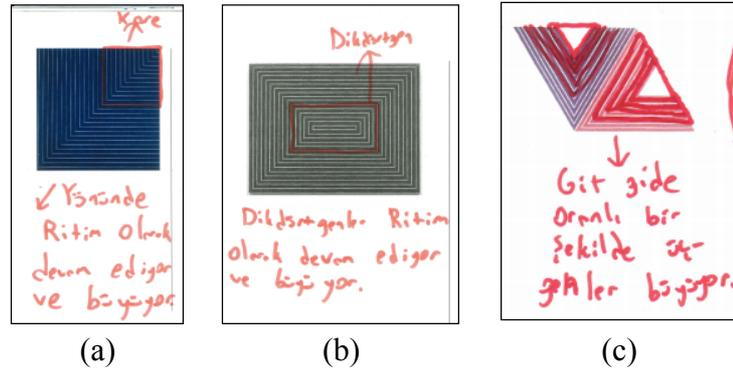 Kare
↙ Yönünde
Ritim olarak
devam ediyor
ve büyüyor.
(a)
Dikdörtgen
Dikdörtgenler Ritim
olarak devam ediyor
ve büyüyor.
(b)
Git gide
Oranlı bir
şekilde üç-
genler büyüyor.
(c)